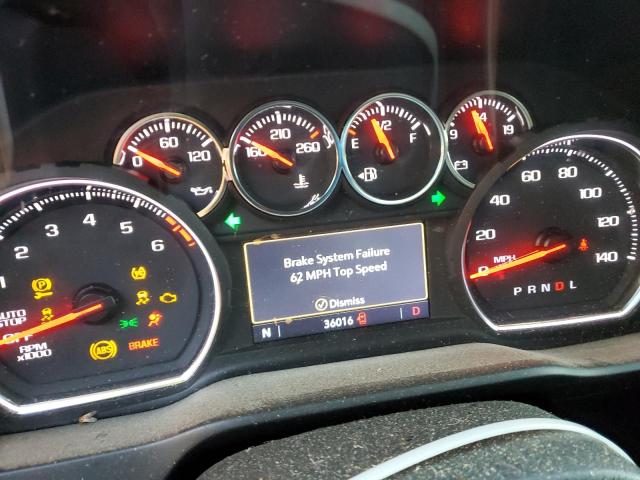 0 60 120
160 210 260
E 1/2 F
9 14 19
1 2 3 4 5 6
AUTO STOP
OFF
RPM
x1000
P
ABS
BRAKE
Brake System Failure
62 MPH Top Speed
Dismiss
N 36016 D
0 20 40 60 80 100 120 140
MPH
P R N D L